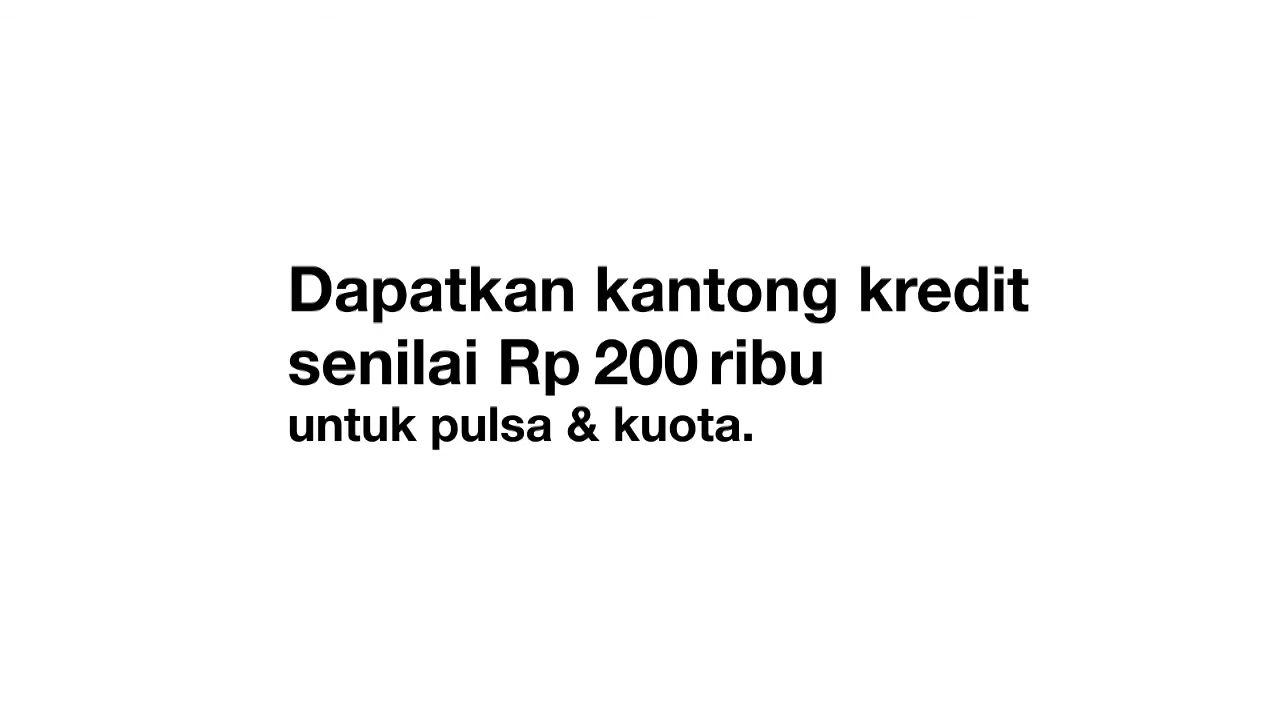 Dapatkan kantong kredit
senilai Rp 200 ribu
untuk pulsa & kuota.